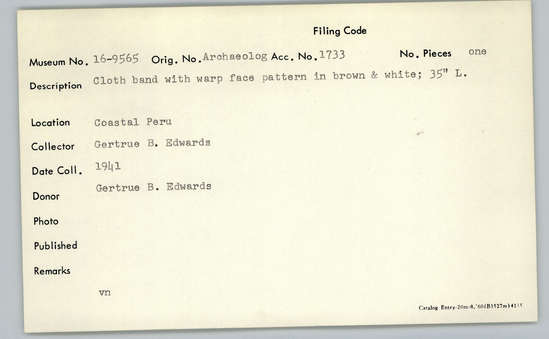 Filing Code
Museum No. 16-9565 Orig. No. Archaeolog Acc. No. 1733 No. Pieces one
Description Cloth band with warp face pattern in brown & white; 35" L.
Location Coastal Peru
Collector Gertrue B. Edwards
Date Coll. 1941
Donor Gertrue B. Edwards
Photo
Published
Remarks
vn